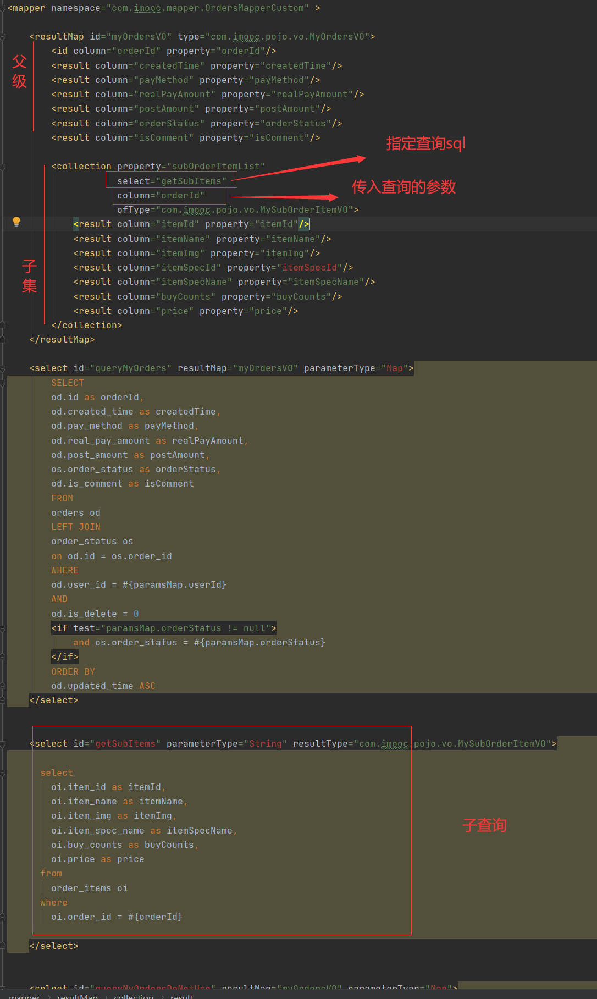 <mapper namespace="com.imooc.mapper.OrdersMapperCustom" >
<resultMap id="myOrdersVO" type="com.imooc.pojo.vo.MyOrdersVO">
<id column="orderId" property="orderId"/>
父级
<result column="createdTime" property="createdTime"/>
<result column="payMethod" property="payMethod"/>
<result column="realPayAmount" property="realPayAmount"/>
<result column="postAmount" property="postAmount"/>
<result column="orderStatus" property="orderStatus"/>
<result column="isComment" property="isComment"/>
指定查询sql
<collection property="subOrderItemList"
select="getSubItems"
传入查询的参数
column="orderId"
ofType="com.imooc.pojo.vo.MySubOrderItemVO">
<result column="itemId" property="itemId"/>
<result column="itemName" property="itemName"/>
<result column="itemImg" property="itemImg"/>
子集
<result column="itemSpecId" property="itemSpecId"/>
<result column="itemSpecName" property="itemSpecName"/>
<result column="buyCounts" property="buyCounts"/>
<result column="price" property="price"/>
</collection>
</resultMap>
<select id="queryMyOrders" resultMap="myOrdersVO" parameterType="Map">
SELECT
od.id as orderId,
od.created_time as createdTime,
od.pay_method as payMethod,
od.real_pay_amount as realPayAmount,
od.post_amount as postAmount,
os.order_status as orderStatus,
od.is_comment as isComment
FROM
orders od
LEFT JOIN
order_status os
on od.id = os.order_id
WHERE
od.user_id = #{paramsMap.userId}
AND
od.is_delete = 0
<if test="paramsMap.orderStatus != null">
and os.order_status = #{paramsMap.orderStatus}
</if>
ORDER BY
od.updated_time ASC
</select>
<select id="getSubItems" parameterType="String" resultType="com.imooc.pojo.vo.MySubOrderItemVO">
select
oi.item_id as itemId,
oi.item_name as itemName,
oi.item_img as itemImg,
子查询
oi.item_spec_name as itemSpecName,
oi.buy_counts as buyCounts,
oi.price as price
from
order_items oi
where
oi.order_id = #{orderId}
</select>
<select id="queryMyOrdersDoNotUse" resultMap="myOrdersVO" parameterType="Map">
mapper > resultMap > collection > result